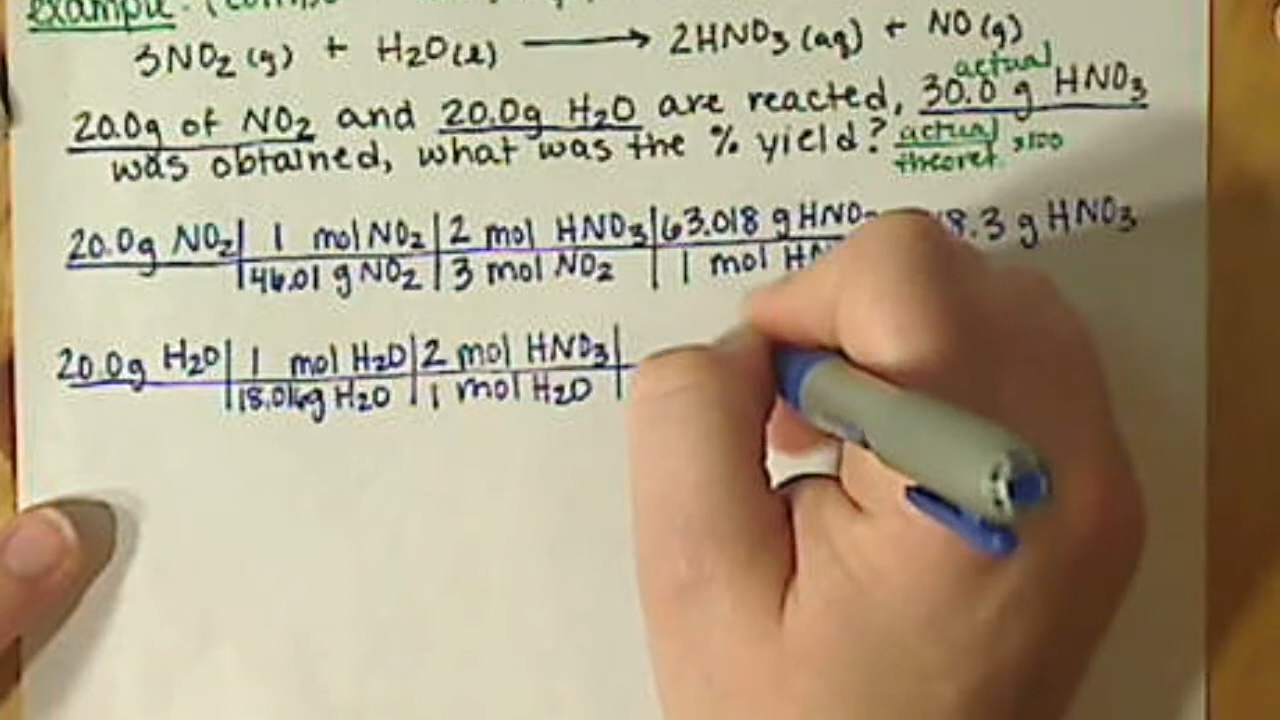 example: (combo
3NO₂(g) + H₂O(l) ⟶ 2HNO₃(aq) + NO(g)
actual
20.0g of NO₂ and 20.0g H₂O are reacted, 30.0 g HNO₃
was obtained, what was the % yield? actual/theoret. x100
20.0g NO₂ | 1 mol NO₂ | 2 mol HNO₃ | 63.018 g HNO₃ 8.3 g HNO₃
46.01 g NO₂ | 3 mol NO₂ | 1 mol HN
20.0g H₂O | 1 mol H₂O | 2 mol HNO₃ |
18.016g H₂O | 1 mol H₂O |